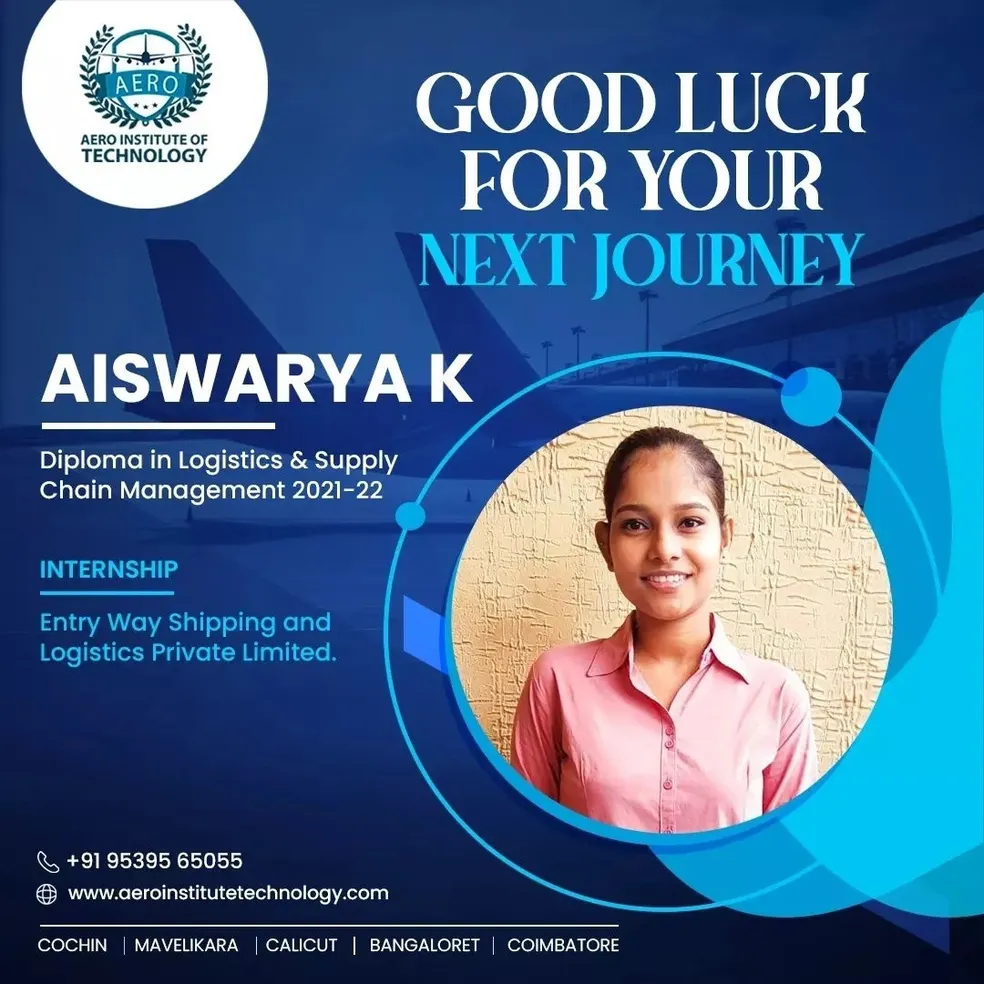 AERO
AERO INSTITUTE OF
TECHNOLOGY
GOOD LUCK
FOR YOUR
NEXT JOURNEY
AISWARYA K
Diploma in Logistics & Supply
Chain Management 2021-22
INTERNSHIP
Entry Way Shipping and
Logistics Private Limited.
+91 95395 65055
www.aeroinstitutetechnology.com
COCHIN | MAVELIKARA | CALICUT | BANGALORET | COIMBATORE